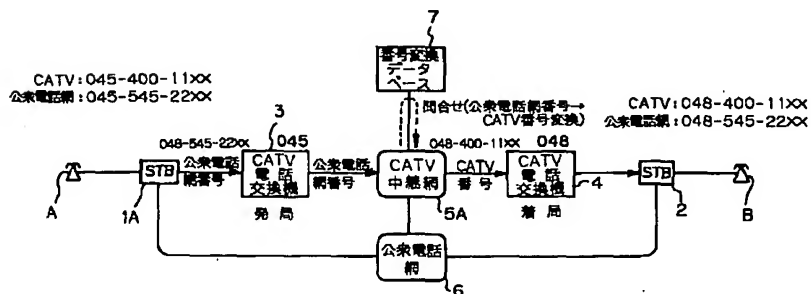 7
番号変換
データ
ベース
CATV:045-400-11XX
公衆電話網:045-545-22XX
問合せ(公衆電話網番号→
CATV番号変換)
CATV:048-400-11XX
公衆電話網:048-545-22XX
3
048-545-22XX
045
048-400-11XX
048
A
STB
1A
公衆電話
網番号
CATV
電話
交換機
発局
公衆電話
網番号
CATV
中継網
5A
CATV
番号
CATV
電話
交換機
4
着局
STB
2
B
公衆電話
網
6